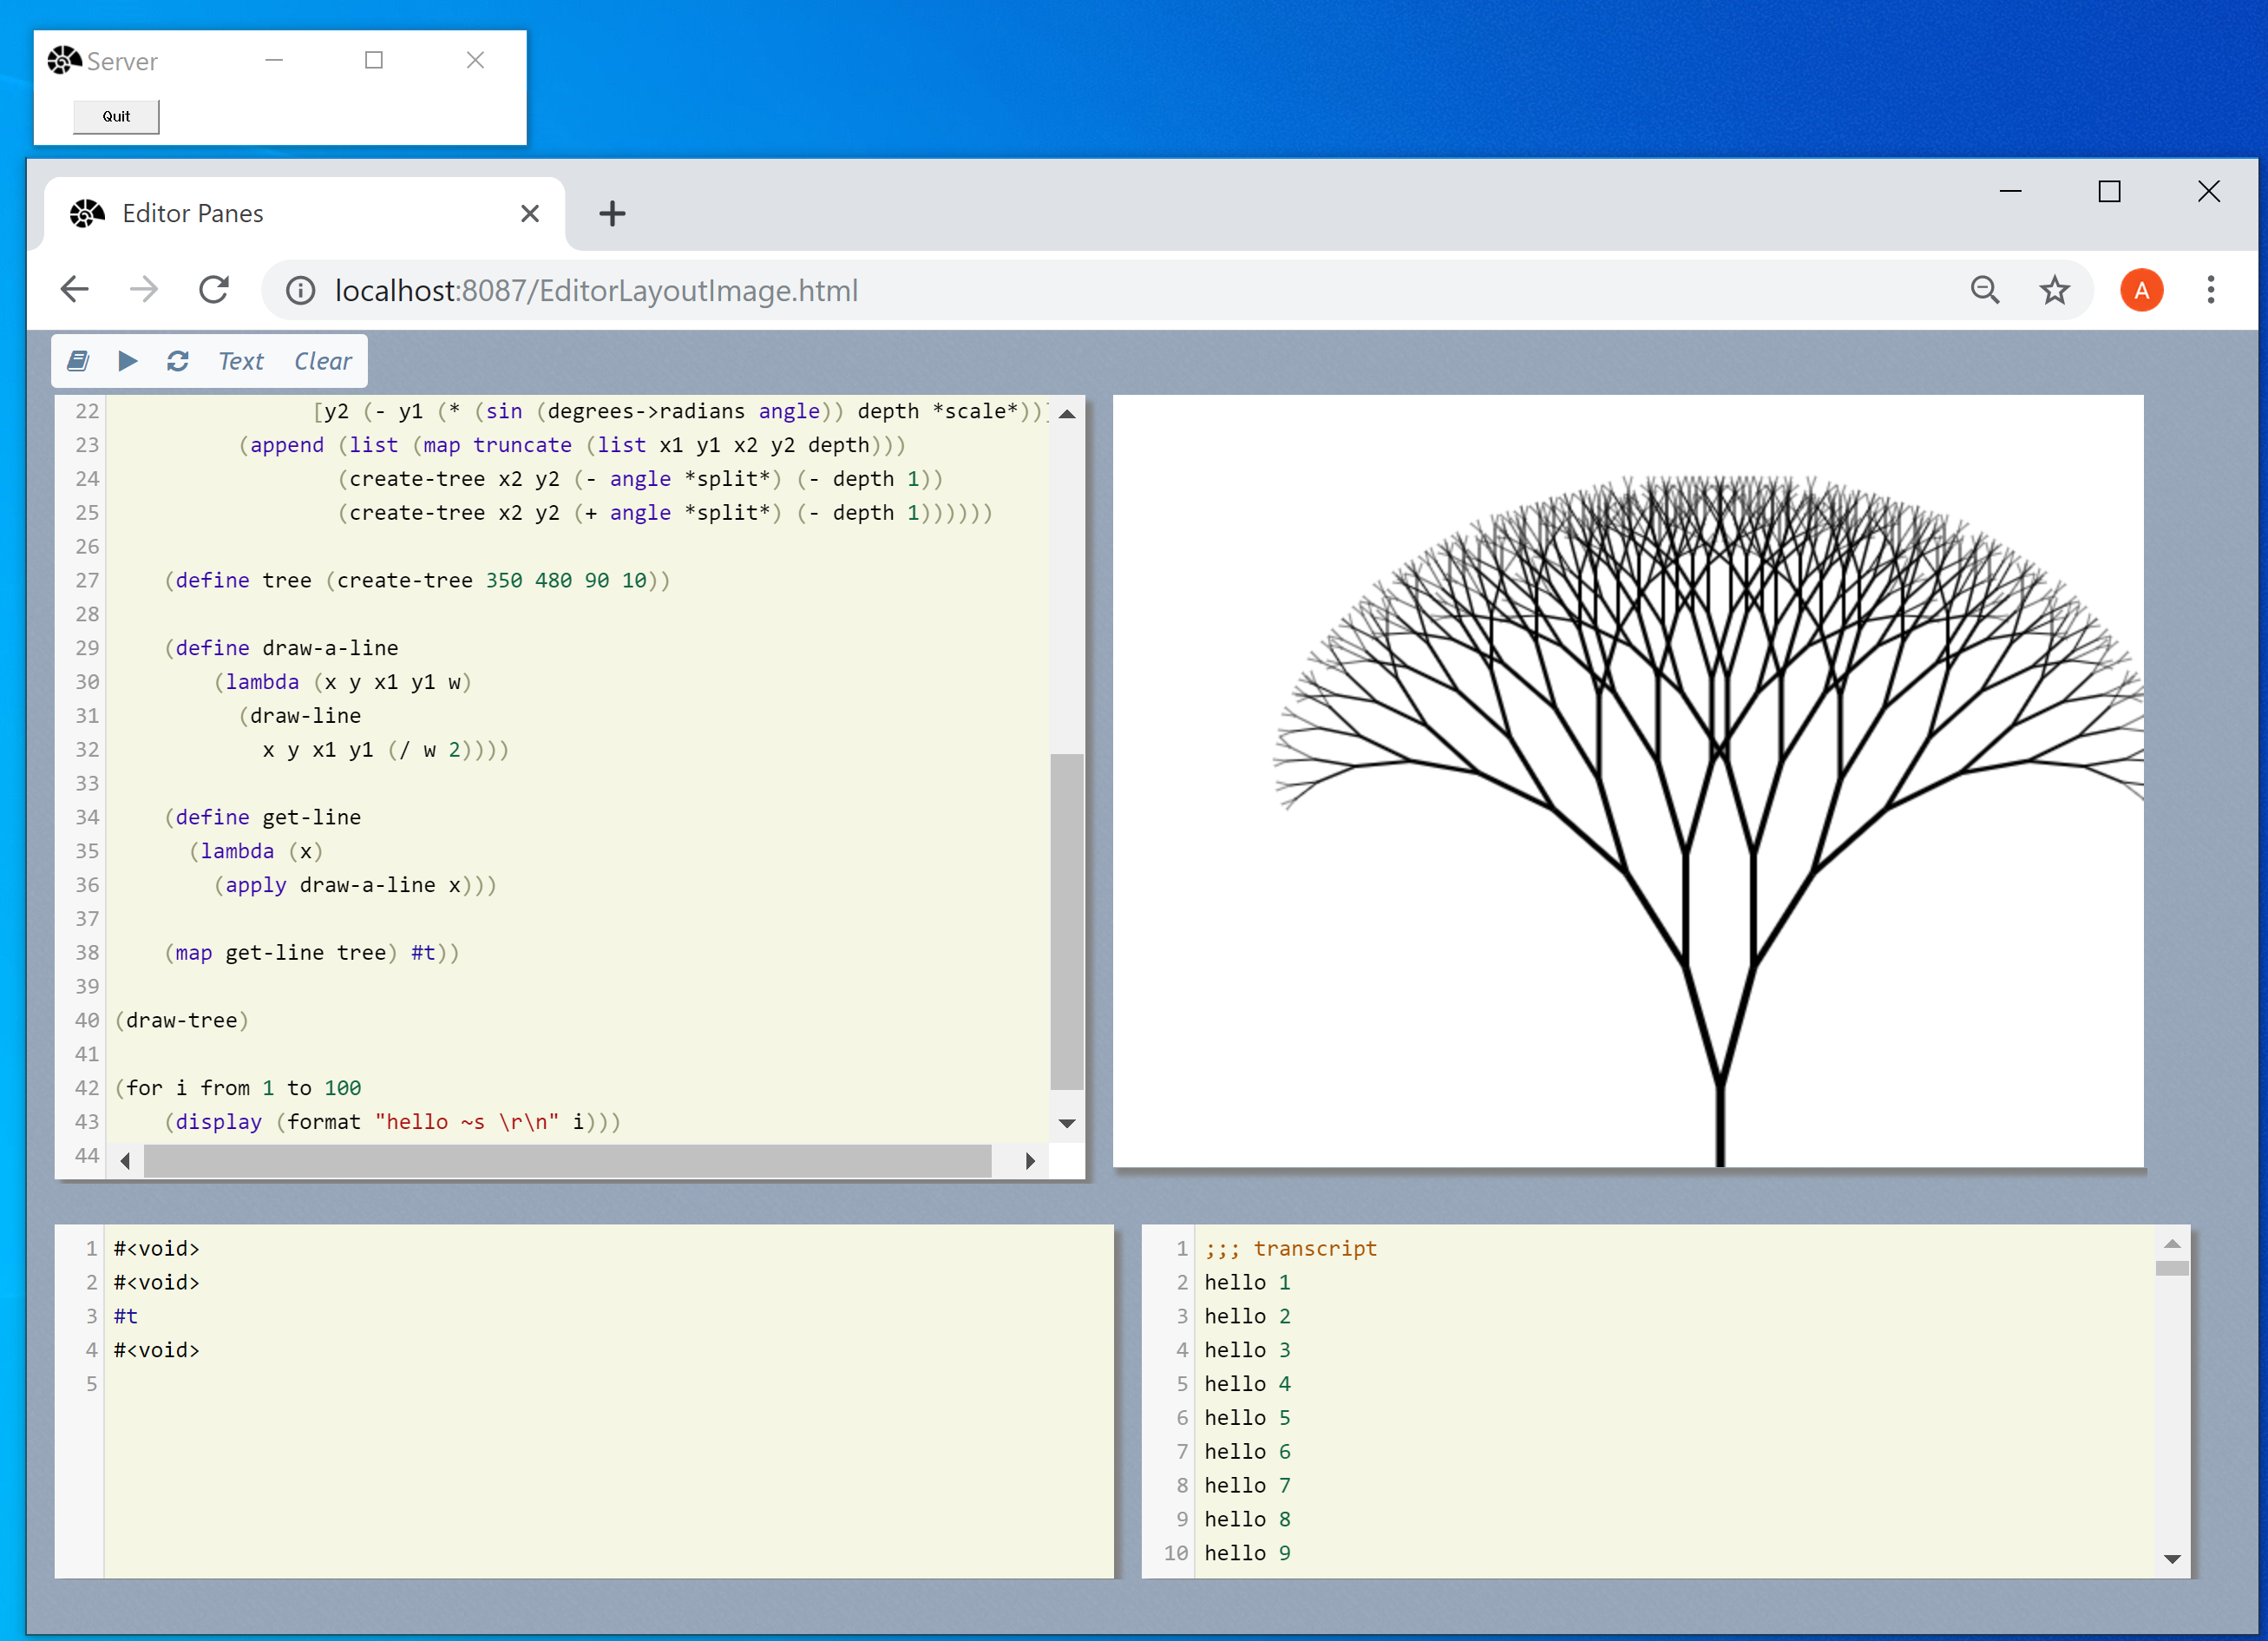 Server
Quit
Editor Panes
localhost:8087/EditorLayoutImage.html
A
Text Clear
22 [y2 (- y1 (* (sin (degrees->radians angle)) depth *scale*))]
23 (append (list (map truncate (list x1 y1 x2 y2 depth)))
24 (create-tree x2 y2 (- angle *split*) (- depth 1))
25 (create-tree x2 y2 (+ angle *split*) (- depth 1))))))
26
27 (define tree (create-tree 350 480 90 10))
28
29 (define draw-a-line
30 (lambda (x y x1 y1 w)
31 (draw-line
32 x y x1 y1 (/ w 2))))
33
34 (define get-line
35 (lambda (x)
36 (apply draw-a-line x)))
37
38 (map get-line tree) #t))
39
40 (draw-tree)
41
42 (for i from 1 to 100
43 (display (format "hello ~s \r\n" i)))
44
1 #<void>
2 #<void>
3 #t
4 #<void>
5
1 ;;; transcript
2 hello 1
3 hello 2
4 hello 3
5 hello 4
6 hello 5
7 hello 6
8 hello 7
9 hello 8
10 hello 9